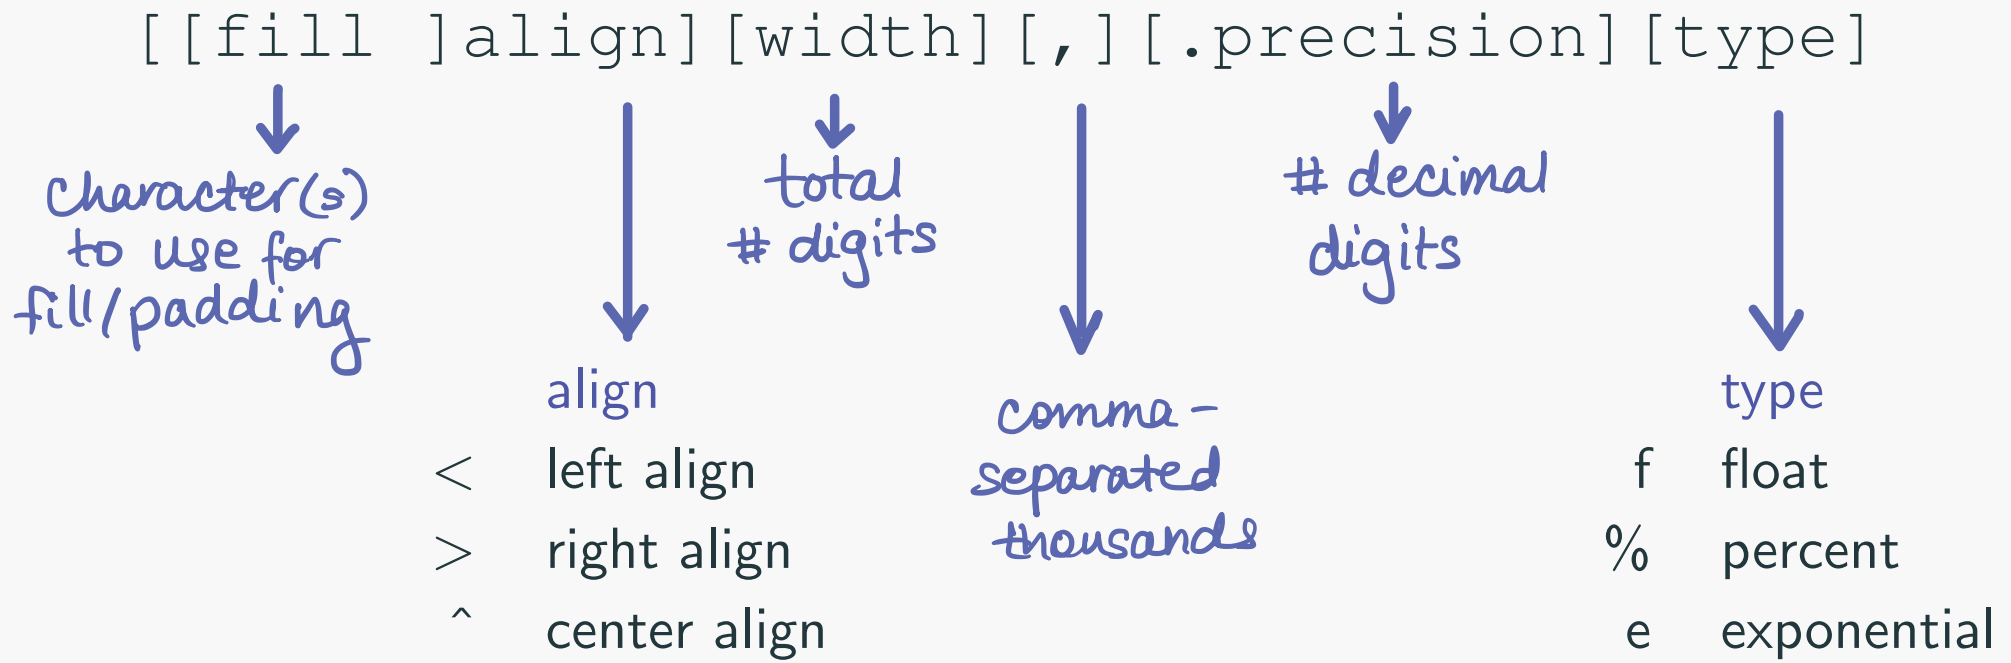 [[fill ]align][width][,][.precision][type]
character(s)
to use for
fill/padding
total
# digits
# decimal
digits
align
< left align
> right align
^ center align
comma-
separated
thousands
type
f float
% percent
e exponential